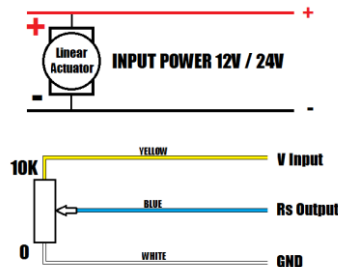 +
+
Linear
Actuator
INPUT POWER 12V / 24V
-
-
YELLOW
V Input
10K
BLUE
Rs Output
0
WHITE
GND